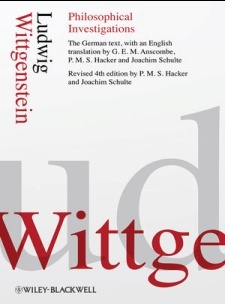 Ludwig
Wittgenstein
Philosophical
Investigations
The German text, with an English
translation by G. E. M. Anscombe,
P. M. S. Hacker and Joachim Schulte
Revised 4th edition by P. M. S. Hacker
and Joachim Schulte
ud
Wittge
WILEY-BLACKWELL